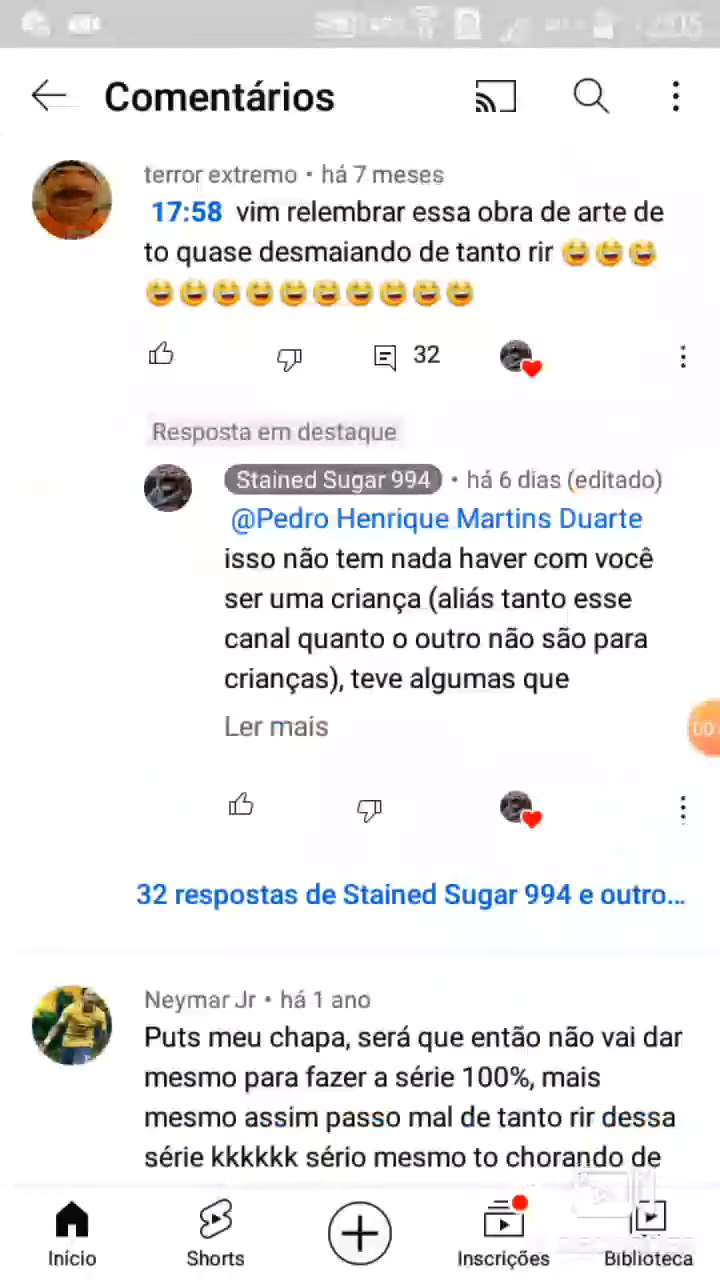 Comentários
terror extremo • há 7 meses
17:58 vim relembrar essa obra de arte de
to quase desmaiando de tanto rir 😆😆😆
😆😆😆😆😆😆😆😆😆😆
32
Resposta em destaque
Stained Sugar 994 • há 6 dias (editado)
@Pedro Henrique Martins Duarte
isso não tem nada haver com você
ser uma criança (aliás tanto esse
canal quanto o outro não são para
crianças), teve algumas que
Ler mais
00
32 respostas de Stained Sugar 994 e outro...
Neymar Jr • há 1 ano
Puts meu chapa, será que então não vai dar
mesmo para fazer a série 100%, mais
mesmo assim passo mal de tanto rir dessa
série kkkkkk sério mesmo to chorando de
Início Shorts Inscrições Biblioteca